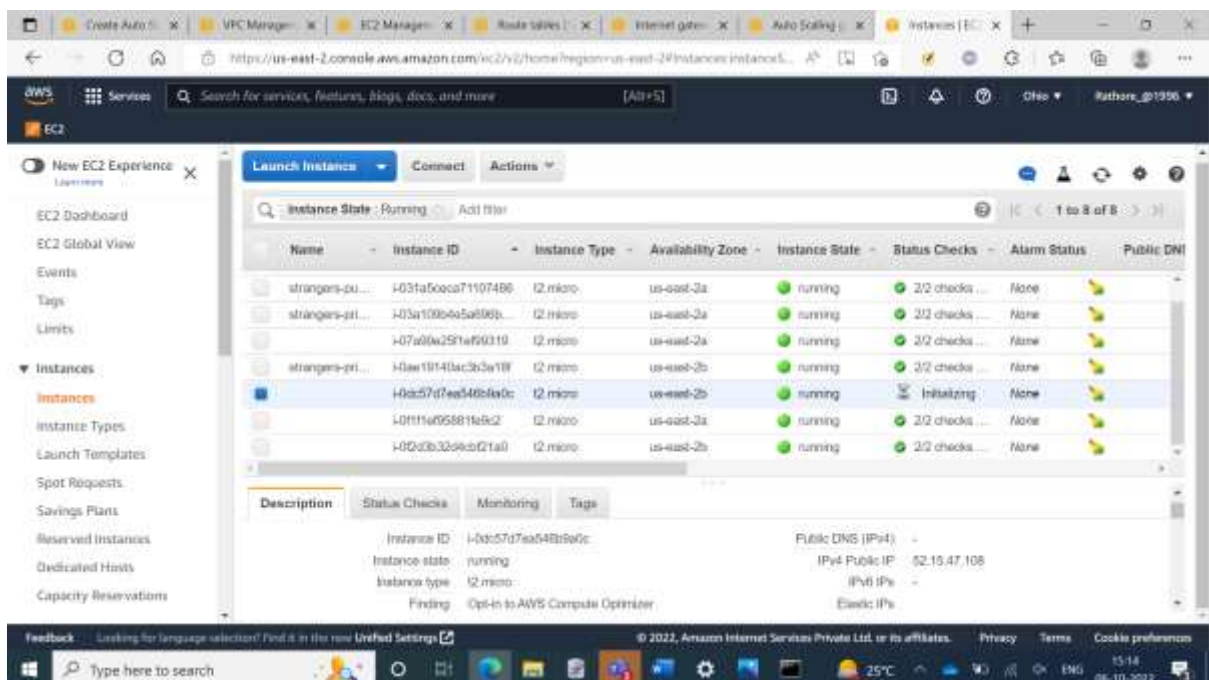 Create Auto S VPC Manager EC2 Manager Route tables | Internet gatew Auto Scaling g Instances | EC
https://us-east-2.console.aws.amazon.com/ec2/v2/home?region=us-east-2#Instances:instanceS...
aws Services Search for services, features, blogs, docs, and more [Alt+S] Ohio Rathore_@1996
EC2
New EC2 Experience
Learn more
EC2 Dashboard
EC2 Global View
Events
Tags
Limits
Instances
Instances
Instance Types
Launch Templates
Spot Requests
Savings Plans
Reserved Instances
Dedicated Hosts
Capacity Reservations
Launch Instance Connect Actions
Instance State : Running Add filter 1 to 8 of 8
Name Instance ID Instance Type Availability Zone Instance State Status Checks Alarm Status Public DN
strangers-pu... t2.micro us-east-2a running 2/2 checks ... None
strangers-pri... t2.micro us-east-2a running 2/2 checks ... None
t2.micro us-east-2a running 2/2 checks ... None
strangers-pri... t2.micro us-east-2b running 2/2 checks ... None
t2.micro us-east-2b running Initializing None
t2.micro us-east-2a running 2/2 checks ... None
t2.micro us-east-2b running 2/2 checks ... None
Description Status Checks Monitoring Tags
Instance ID Public DNS (IPv4) -
Instance state running IPv4 Public IP 52.15.47.108
Instance type t2.micro IPv6 IPs -
Finding Opt-in to AWS Compute Optimizer Elastic IPs
Feedback Looking for language selection? Find it in the new Unified Settings © 2022, Amazon Internet Services Private Ltd. or its affiliates. Privacy Terms Cookie preferences
Type here to search 25°C ENG 15:14
06-10-2022